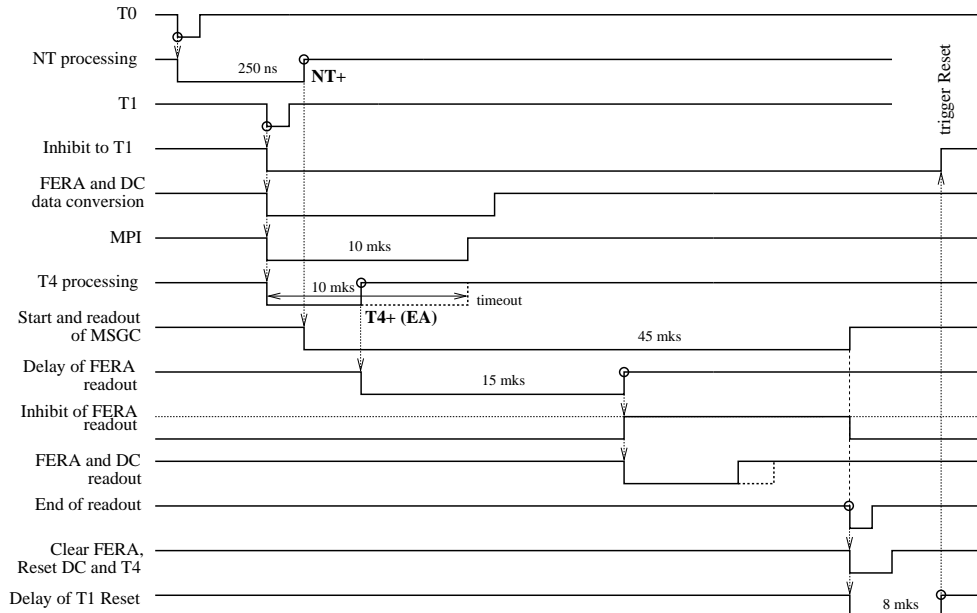 T0
NT processing
250 ns
NT+
T1
trigger Reset
Inhibit to T1
FERA and DC
data conversion
MPI
10 mks
T4 processing
10 mks
timeout
T4+ (EA)
Start and readout
of MSGC
45 mks
Delay of FERA
readout
15 mks
Inhibit of FERA
readout
FERA and DC
readout
End of readout
Clear FERA,
Reset DC and T4
Delay of T1 Reset
8 mks